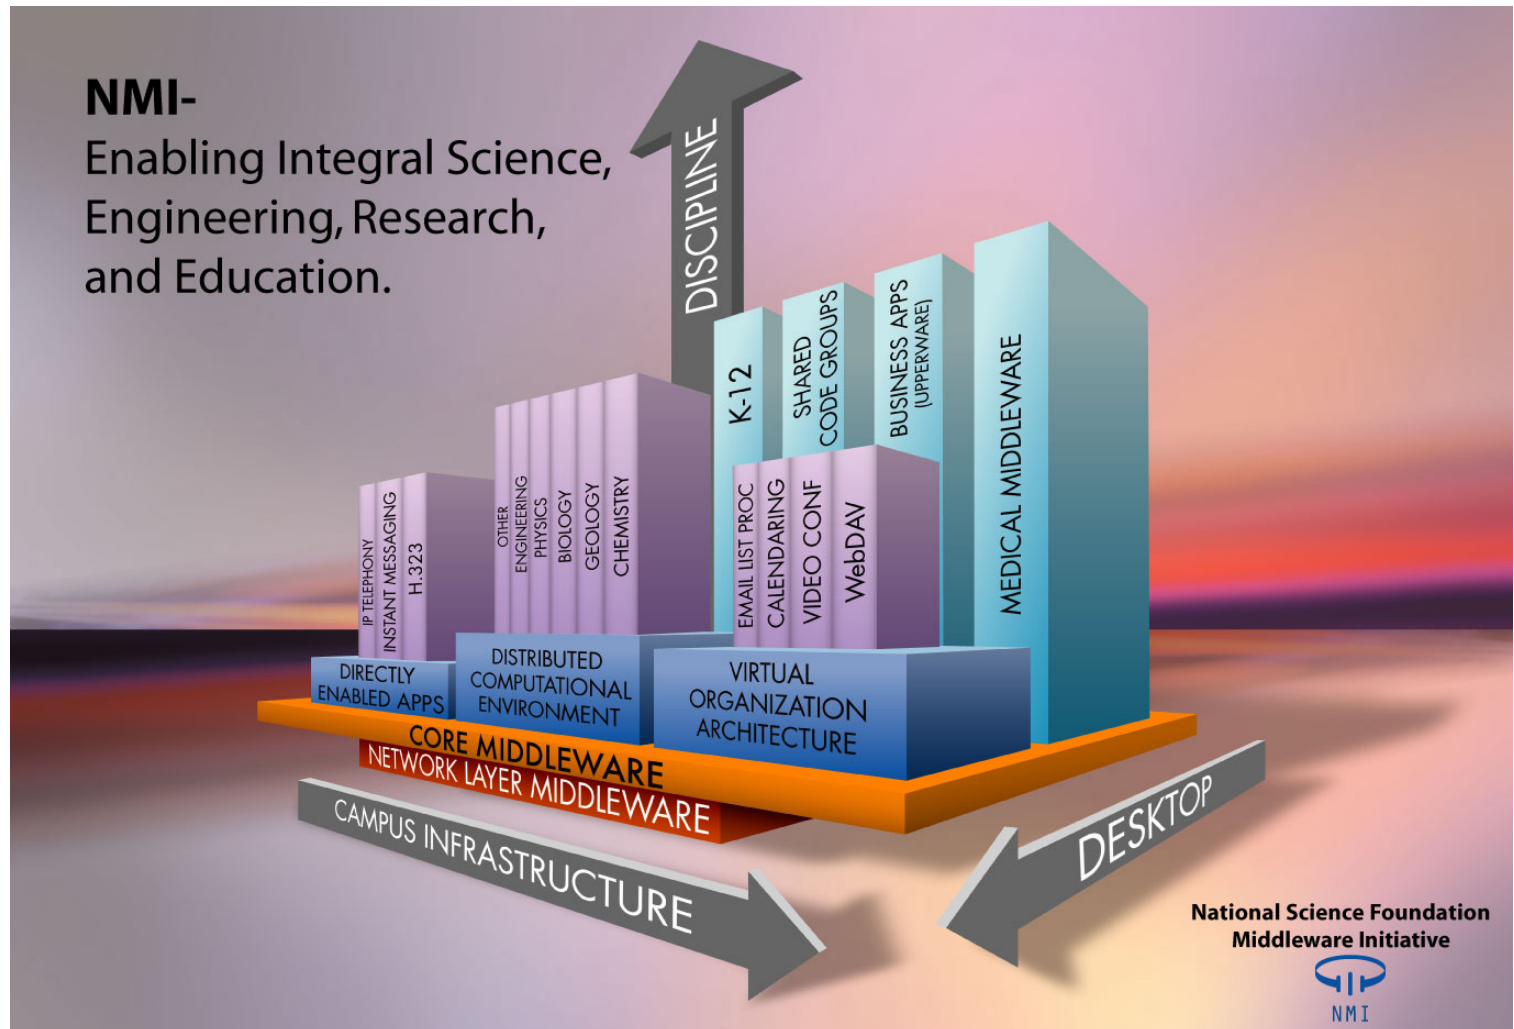 NMI-
Enabling Integral Science,
Engineering, Research,
and Education.
DISCIPLINE
K-12
SHARED
CODE GROUPS
BUSINESS APPS
(UPPERWARE)
MEDICAL MIDDLEWARE
IP TELEPHONY
INSTANT MESSAGING
H.323
OTHER
ENGINEERING
PHYSICS
BIOLOGY
GEOLOGY
CHEMISTRY
EMAIL LIST PROC
CALENDARING
VIDEO CONF
WebDAV
DIRECTLY
ENABLED APPS
DISTRIBUTED
COMPUTATIONAL
ENVIRONMENT
VIRTUAL
ORGANIZATION
ARCHITECTURE
CORE MIDDLEWARE
NETWORK LAYER MIDDLEWARE
CAMPUS INFRASTRUCTURE
DESKTOP
National Science Foundation
Middleware Initiative
NMI